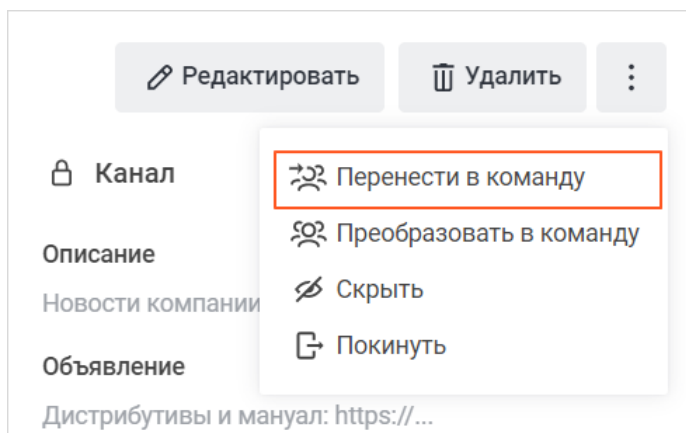 Редактировать
Удалить
Канал
Перенести в команду
Преобразовать в команду
Описание
Новости компании
Скрыть
Покинуть
Объявление
Дистрибутивы и мануал: https://...